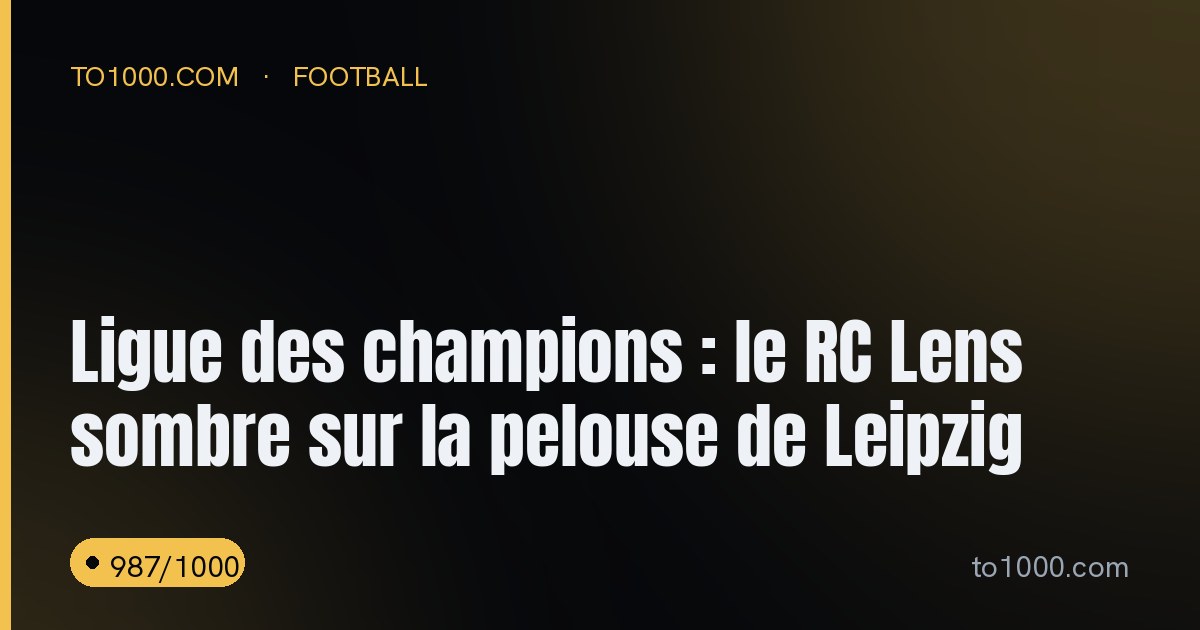 TO1000.COM · FOOTBALL
Ligue des champions : le RC Lens
sombre sur la pelouse de Leipzig
987/1000
to1000.com